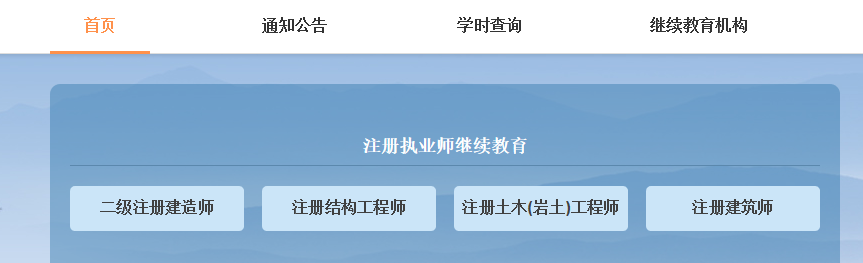 首页 通知公告 学时查询 继续教育机构
注册执业师继续教育
二级注册建造师 注册结构工程师 注册土木(岩土)工程师 注册建筑师